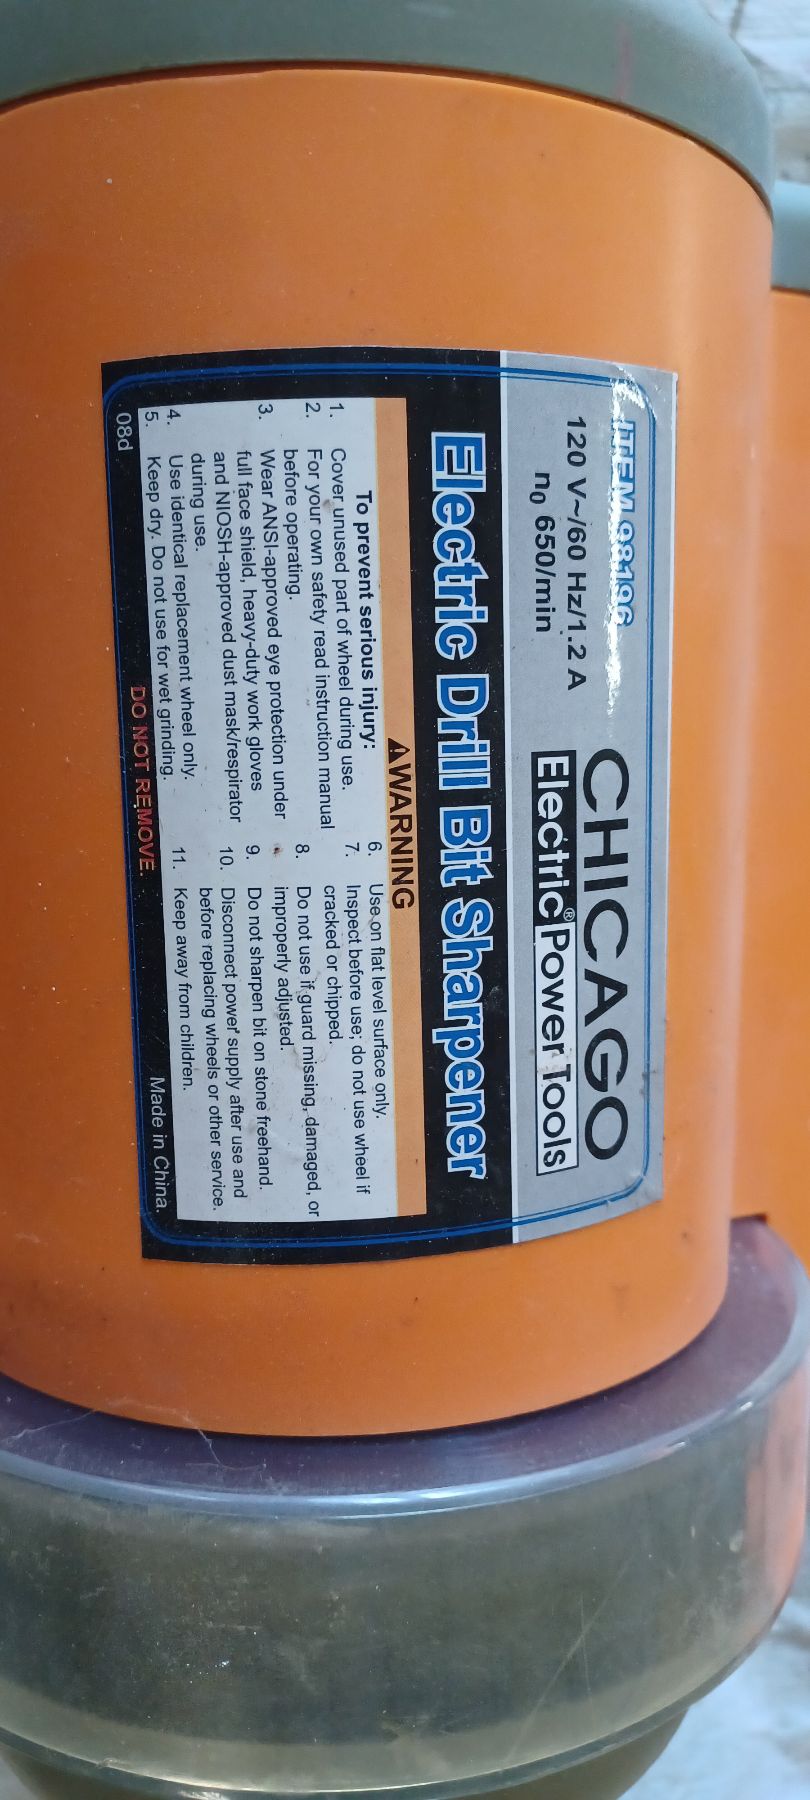 ITEM 98196
120 V~/60 Hz/1.2 A
n0 650/min
CHICAGO
Electric® Power Tools
Electric Drill Bit Sharpener
⚠WARNING
To prevent serious injury:
1. Cover unused part of wheel during use.
2. For your own safety read instruction manual
before operating.
3. Wear ANSI-approved eye protection under
full face shield, heavy-duty work gloves
and NIOSH-approved dust mask/respirator
during use.
4. Use identical replacement wheel only.
5. Keep dry. Do not use for wet grinding.
6. Use on flat level surface only.
7. Inspect before use; do not use wheel if
cracked or chipped.
8. Do not use if guard missing, damaged, or
improperly adjusted.
9. Do not sharpen bit on stone freehand.
10. Disconnect power supply after use and
before replacing wheels or other service.
11. Keep away from children.
08d
DO NOT REMOVE.
Made in China.